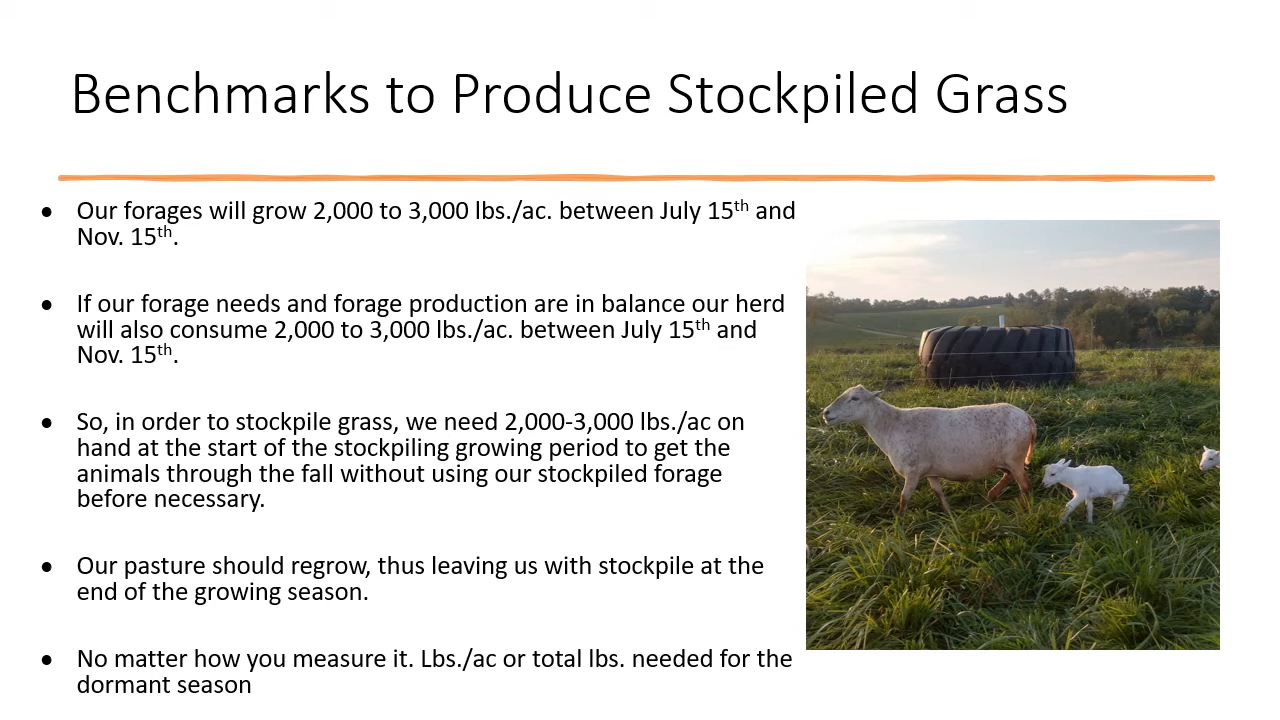 Benchmarks to Produce Stockpiled Grass
● Our forages will grow 2,000 to 3,000 lbs./ac. between July 15th and
Nov. 15th.
● If our forage needs and forage production are in balance our herd
will also consume 2,000 to 3,000 lbs./ac. between July 15th and
Nov. 15th.
● So, in order to stockpile grass, we need 2,000-3,000 lbs./ac on
hand at the start of the stockpiling growing period to get the
animals through the fall without using our stockpiled forage
before necessary.
● Our pasture should regrow, thus leaving us with stockpile at the
end of the growing season.
● No matter how you measure it. Lbs./ac or total lbs. needed for the
dormant season